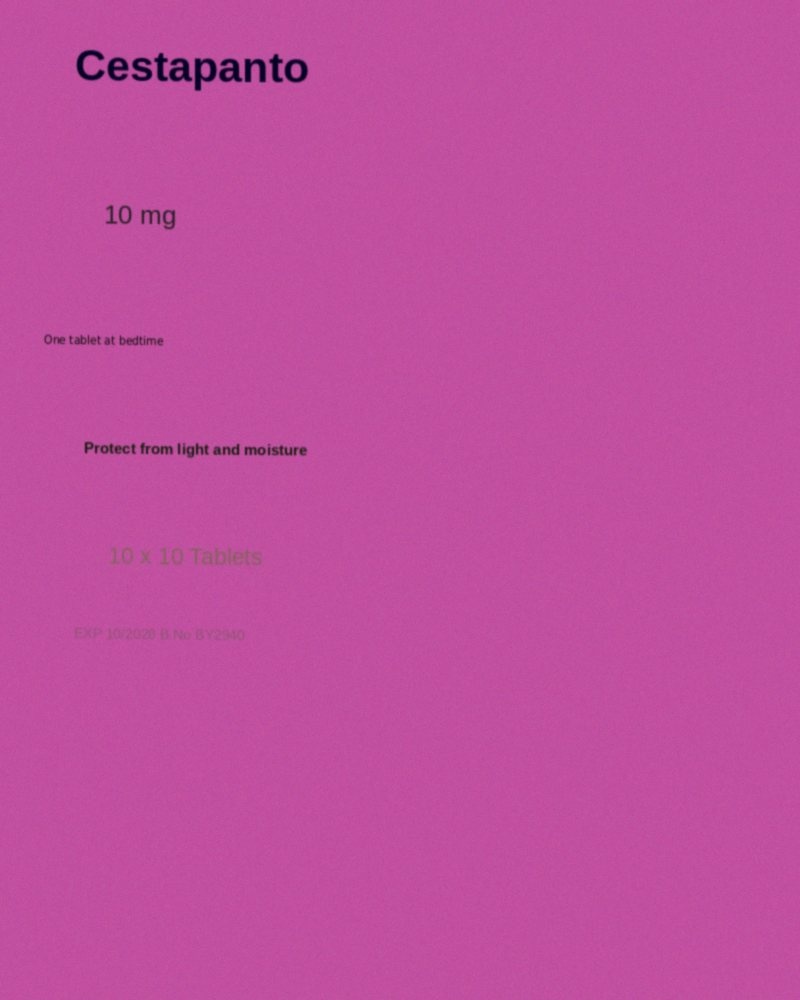 Cestapanto
10 mg
One tablet at bedtime
Protect from light and moisture
10 x 10 Tablets
EXP 10/2028 B.No BY2940